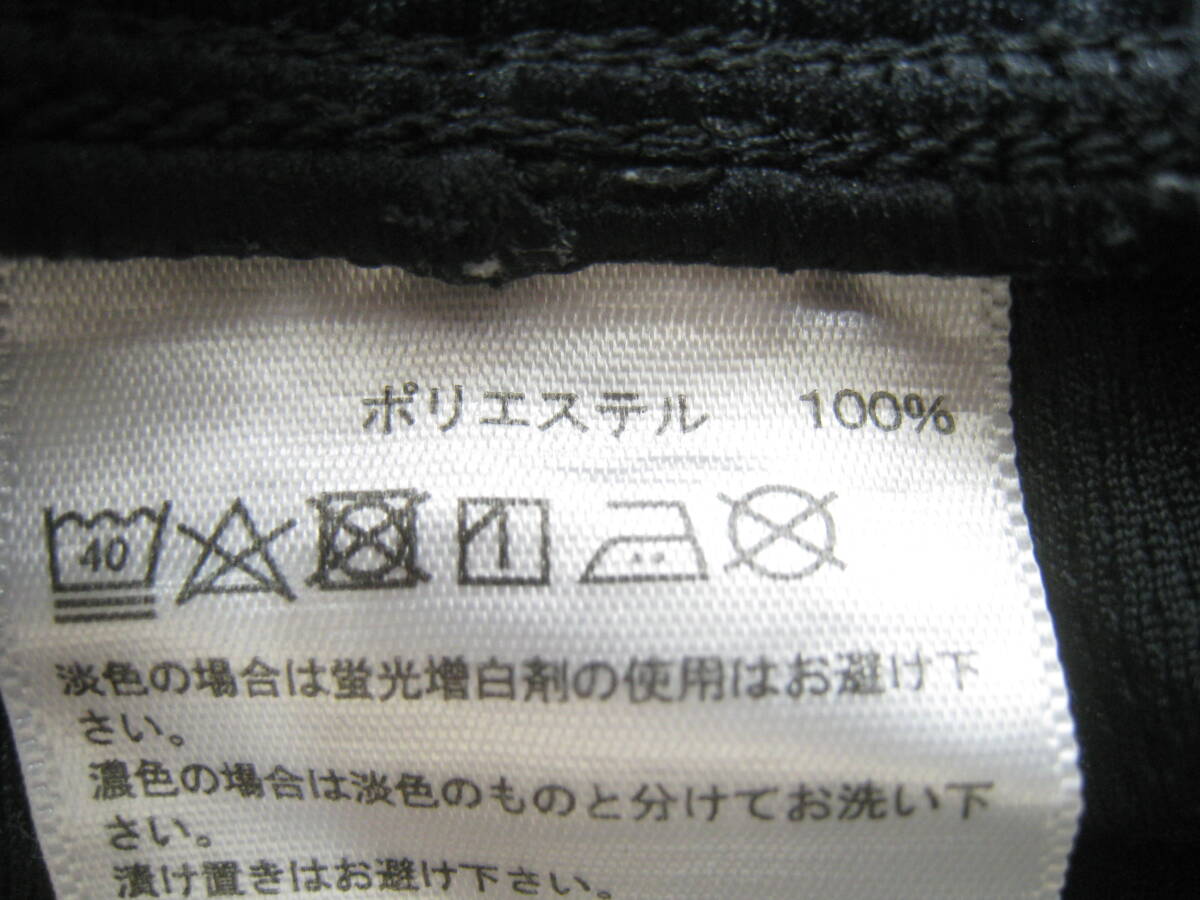 ポリエステル 100%
40
淡色の場合は蛍光増白剤の使用はお避け下
さい。
濃色の場合は淡色のものと分けてお洗い下
さい。
漬け置きはお避け下さい。